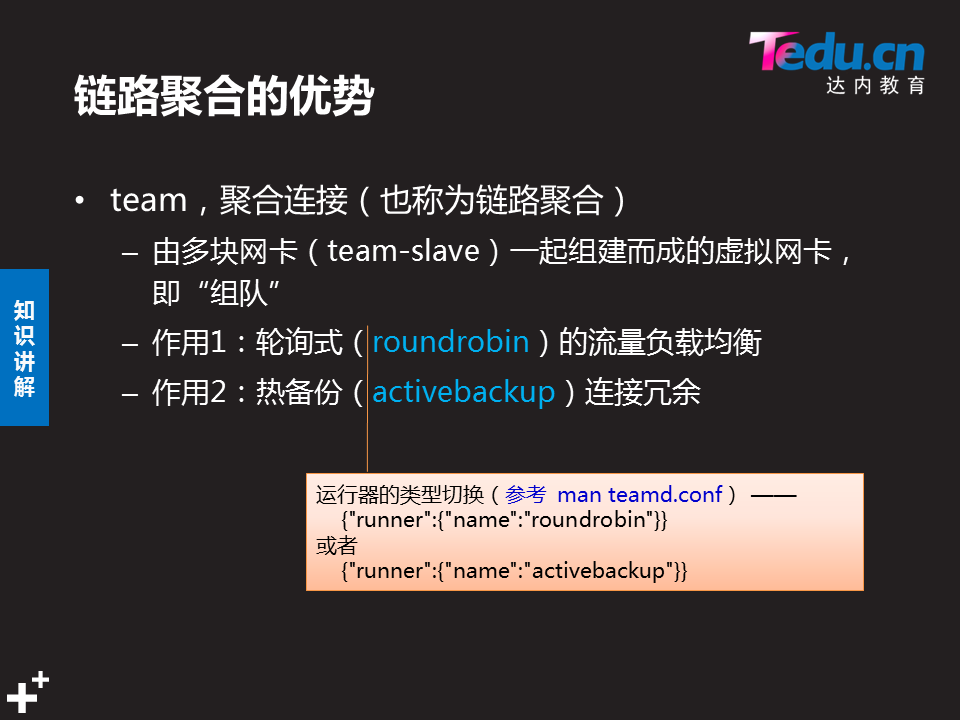 Tedu.cn
达内教育
链路聚合的优势
• team，聚合连接（也称为链路聚合）
– 由多块网卡（team-slave）一起组建而成的虚拟网卡，
即“组队”
– 作用1：轮询式（roundrobin）的流量负载均衡
– 作用2：热备份（activebackup）连接冗余
知识讲解
运行器的类型切换（参考 man teamd.conf） ——
{"runner":{"name":"roundrobin"}}
或者
{"runner":{"name":"activebackup"}}